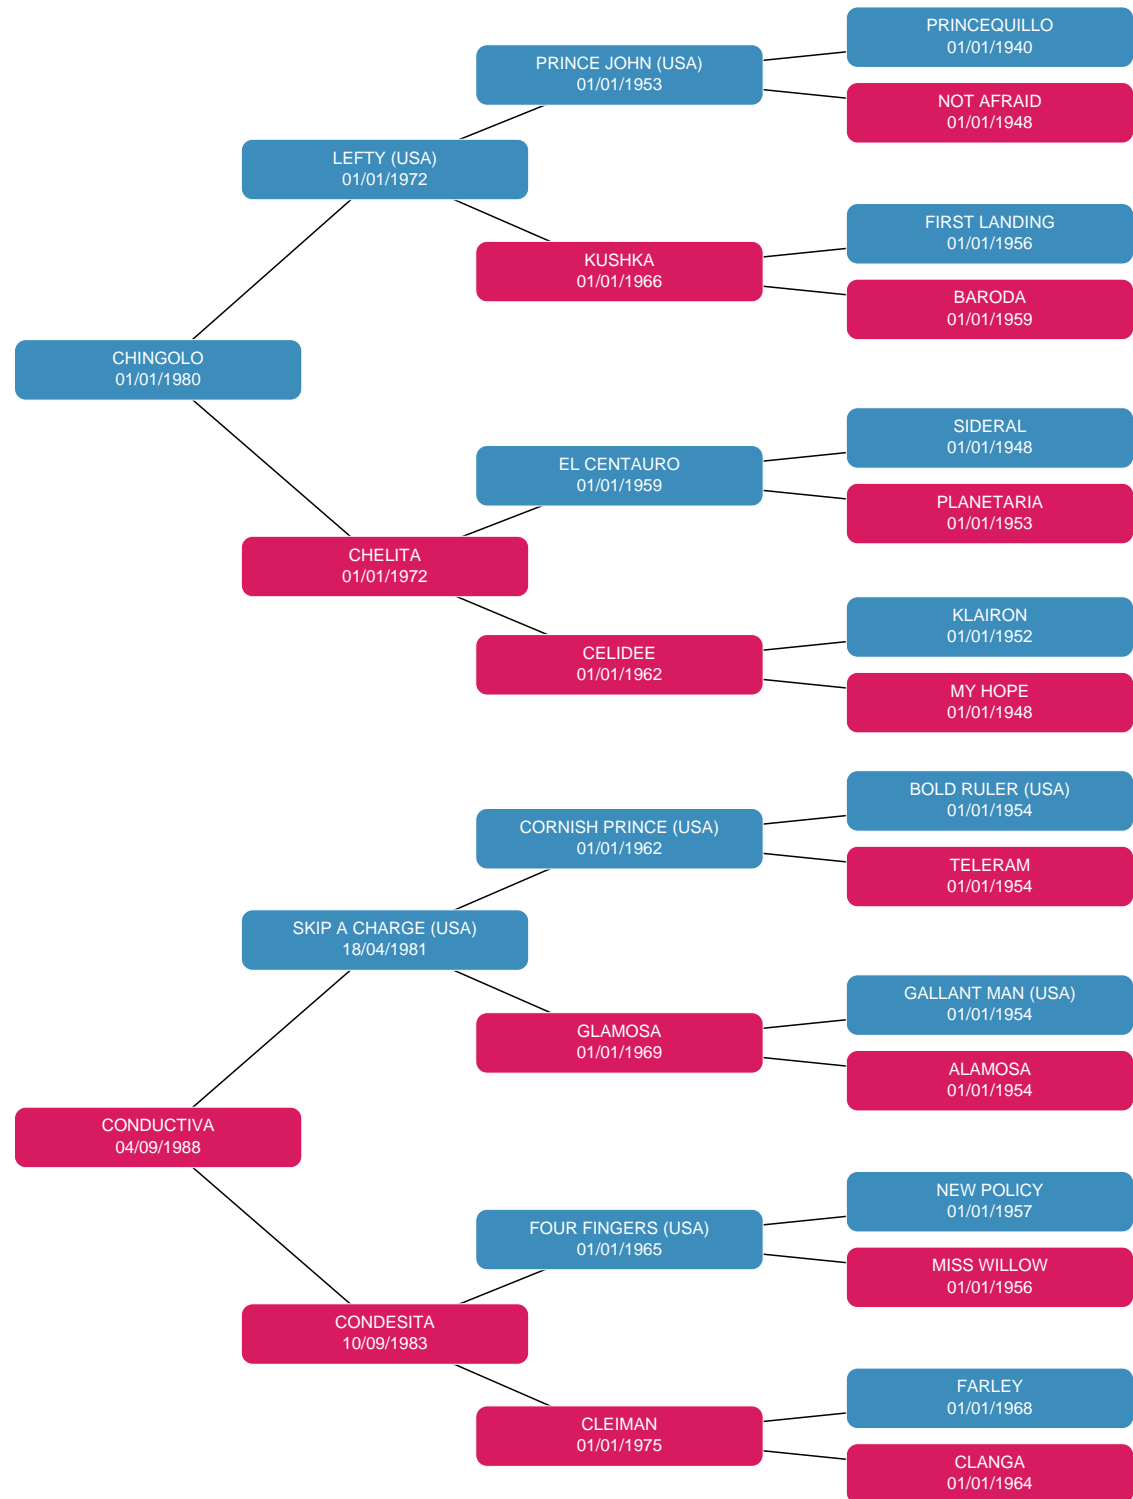 PRINCEQUILLO
01/01/1940
PRINCE JOHN (USA)
01/01/1953
NOT AFRAID
01/01/1948
LEFTY (USA)
01/01/1972
FIRST LANDING
01/01/1956
KUSHKA
01/01/1966
BARODA
01/01/1959
CHINGOLO
01/01/1980
SIDERAL
01/01/1948
EL CENTAURO
01/01/1959
PLANETARIA
01/01/1953
CHELITA
01/01/1972
KLAIRON
01/01/1952
CELIDEE
01/01/1962
MY HOPE
01/01/1948
BOLD RULER (USA)
01/01/1954
CORNISH PRINCE (USA)
01/01/1962
TELERAM
01/01/1954
SKIP A CHARGE (USA)
18/04/1981
GALLANT MAN (USA)
01/01/1954
GLAMOSA
01/01/1969
ALAMOSA
01/01/1954
CONDUCTIVA
04/09/1988
NEW POLICY
01/01/1957
FOUR FINGERS (USA)
01/01/1965
MISS WILLOW
01/01/1956
CONDESITA
10/09/1983
FARLEY
01/01/1968
CLEIMAN
01/01/1975
CLANGA
01/01/1964